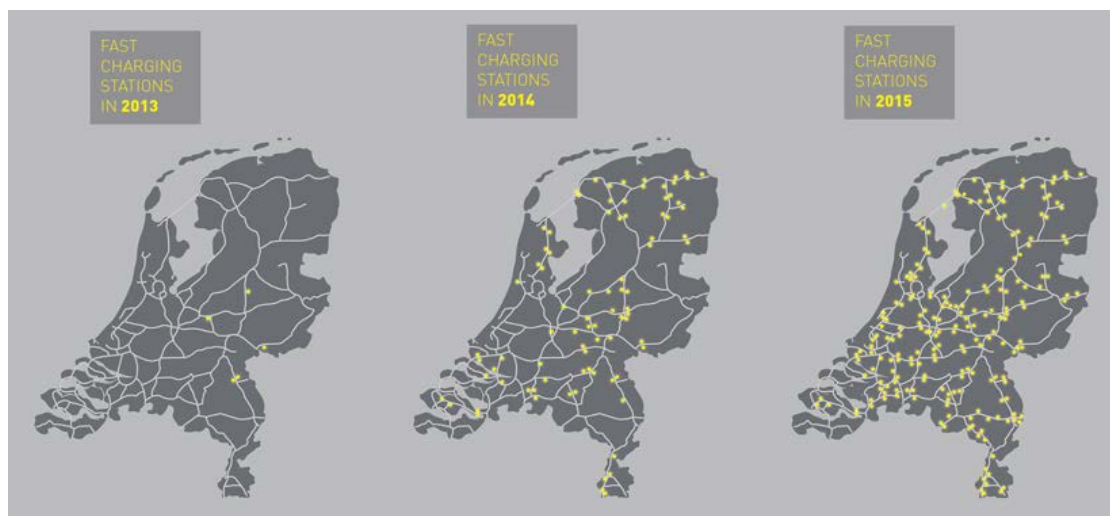 FAST
CHARGING
STATIONS
IN 2013
FAST
CHARGING
STATIONS
IN 2014
FAST
CHARGING
STATIONS
IN 2015